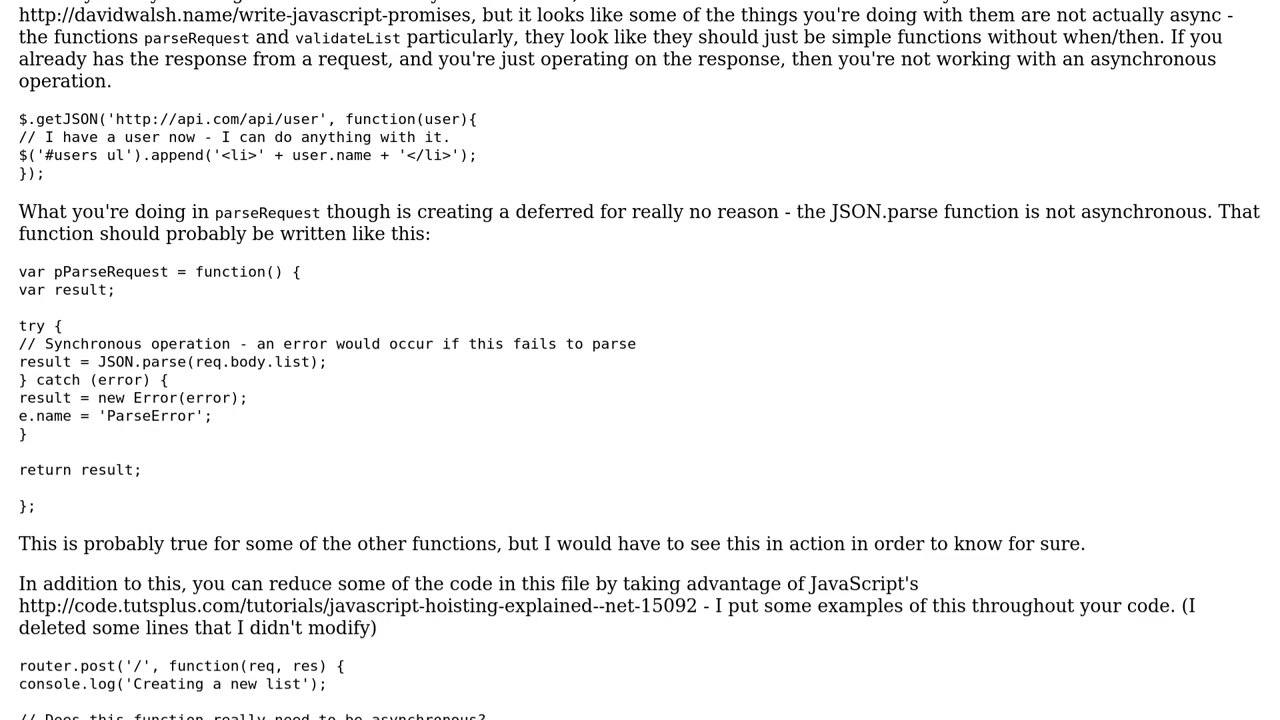 http://davidwalsh.name/write-javascript-promises, but it looks like some of the things you're doing with them are not actually async -
the functions parseRequest and validateList particularly, they look like they should just be simple functions without when/then. If you
already has the response from a request, and you're just operating on the response, then you're not working with an asynchronous
operation.
$.getJSON('http://api.com/api/user', function(user){
// I have a user now - I can do anything with it.
$('#users ul').append('<li>' + user.name + '</li>');
});
What you're doing in parseRequest though is creating a deferred for really no reason - the JSON.parse function is not asynchronous. That
function should probably be written like this:
var pParseRequest = function() {
var result;
try {
// Synchronous operation - an error would occur if this fails to parse
result = JSON.parse(req.body.list);
} catch (error) {
result = new Error(error);
e.name = 'ParseError';
}
return result;
};
This is probably true for some of the other functions, but I would have to see this in action in order to know for sure.
In addition to this, you can reduce some of the code in this file by taking advantage of JavaScript's
http://code.tutsplus.com/tutorials/javascript-hoisting-explained--net-15092 - I put some examples of this throughout your code. (I
deleted some lines that I didn't modify)
router.post('/', function(req, res) {
console.log('Creating a new list');
// Does this function really need to be asynchronous?